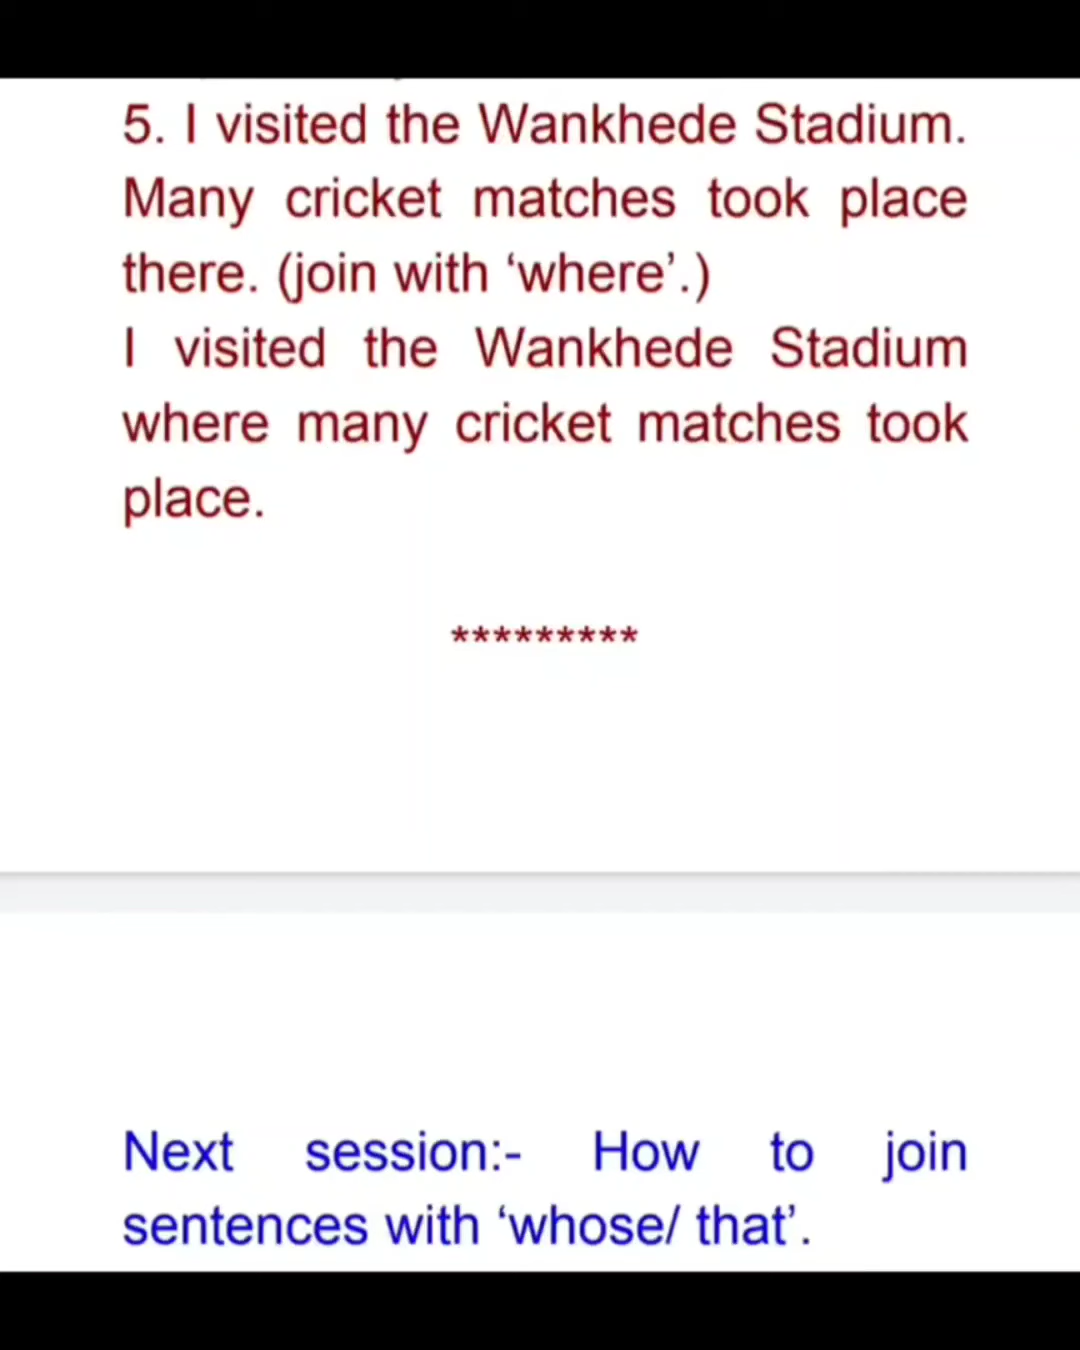 5. I visited the Wankhede Stadium.
Many cricket matches took place
there. (join with ‘where’.)
I visited the Wankhede Stadium
where many cricket matches took
place.
*********
Next session:- How to join
sentences with ‘whose/ that’.